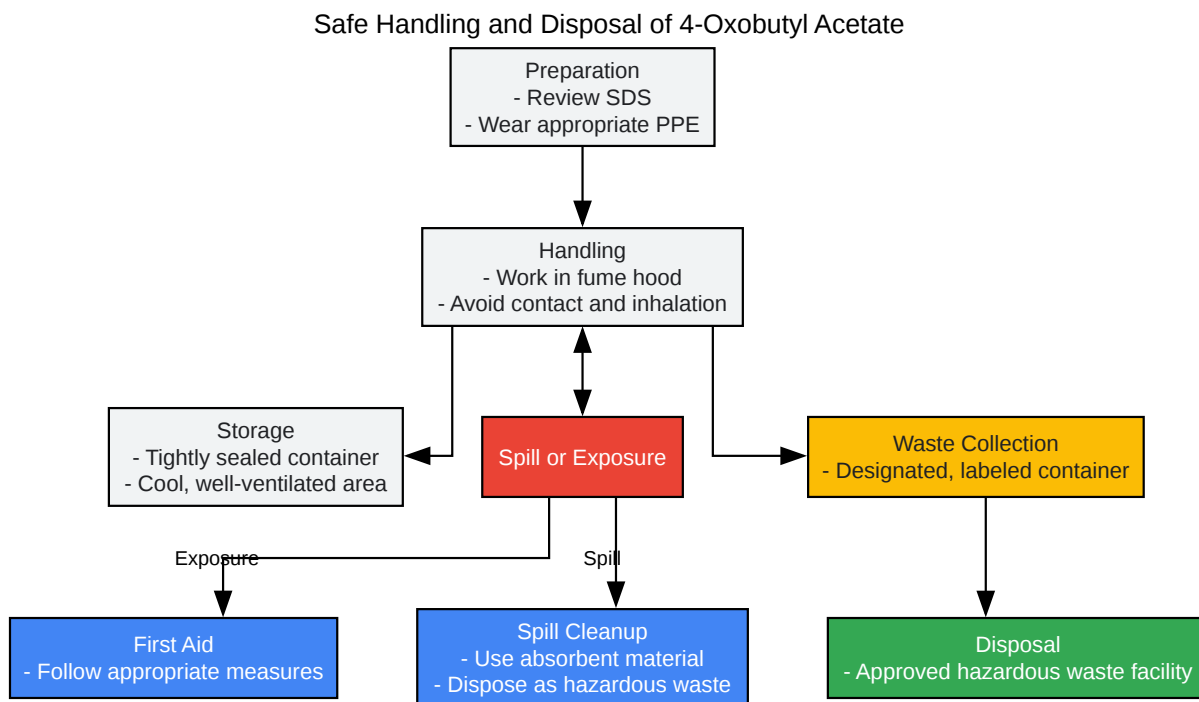 Safe Handling and Disposal of 4-Oxobutyl Acetate
Preparation
- Review SDS
- Wear appropriate PPE
Handling
- Work in fume hood
- Avoid contact and inhalation
Storage
- Tightly sealed container
- Cool, well-ventilated area
Spill or Exposure
Waste Collection
- Designated, labeled container
Exposure
Spill
First Aid
- Follow appropriate measures
Spill Cleanup
- Use absorbent material
- Dispose as hazardous waste
Disposal
- Approved hazardous waste facility